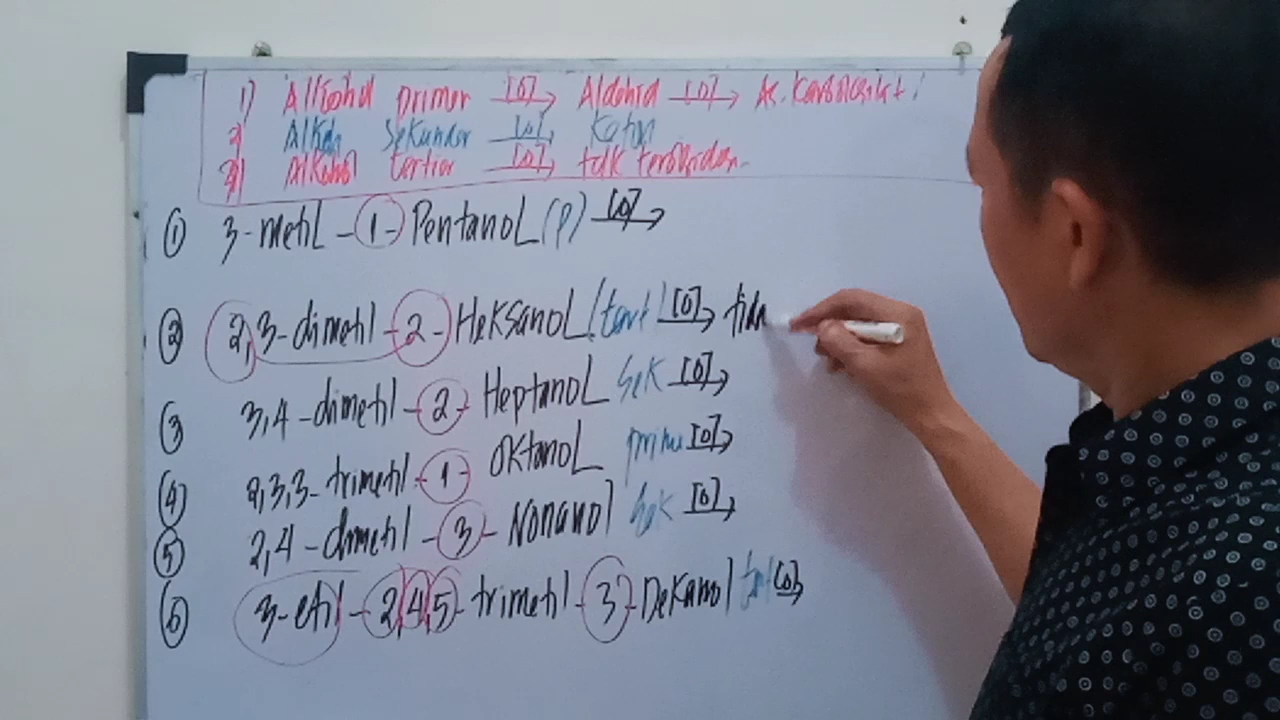 1) Alkohol primer [O]→ Aldehid [O]→ As. Karboksilat
2) Alkohol Sekunder [O]→ Keton
3) Alkohol tertier [O]→ tdk teroksidasi
① 3-metil-1-PentanoL (p) [O]→
② 2,3-dimetil-2-HeksanoL (tert) [O]→ tida
③ 3,4-dimetil-2-HeptanoL Sek [O]→
④ 2,3,3-trimetil-1-OktanoL prime [O]→
⑤ 2,4-dimetil-3-Nonanol Sek [O]→
⑥ 3-etil-2,4,5-trimetil-3-Dekanol [O]→